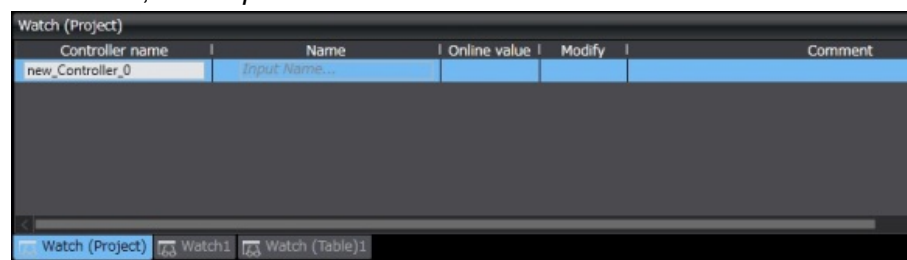 Watch (Project)
Controller name Name Online value Modify Comment
new_Controller_0 Input Name...
Watch (Project) Watch1 Watch (Table)1